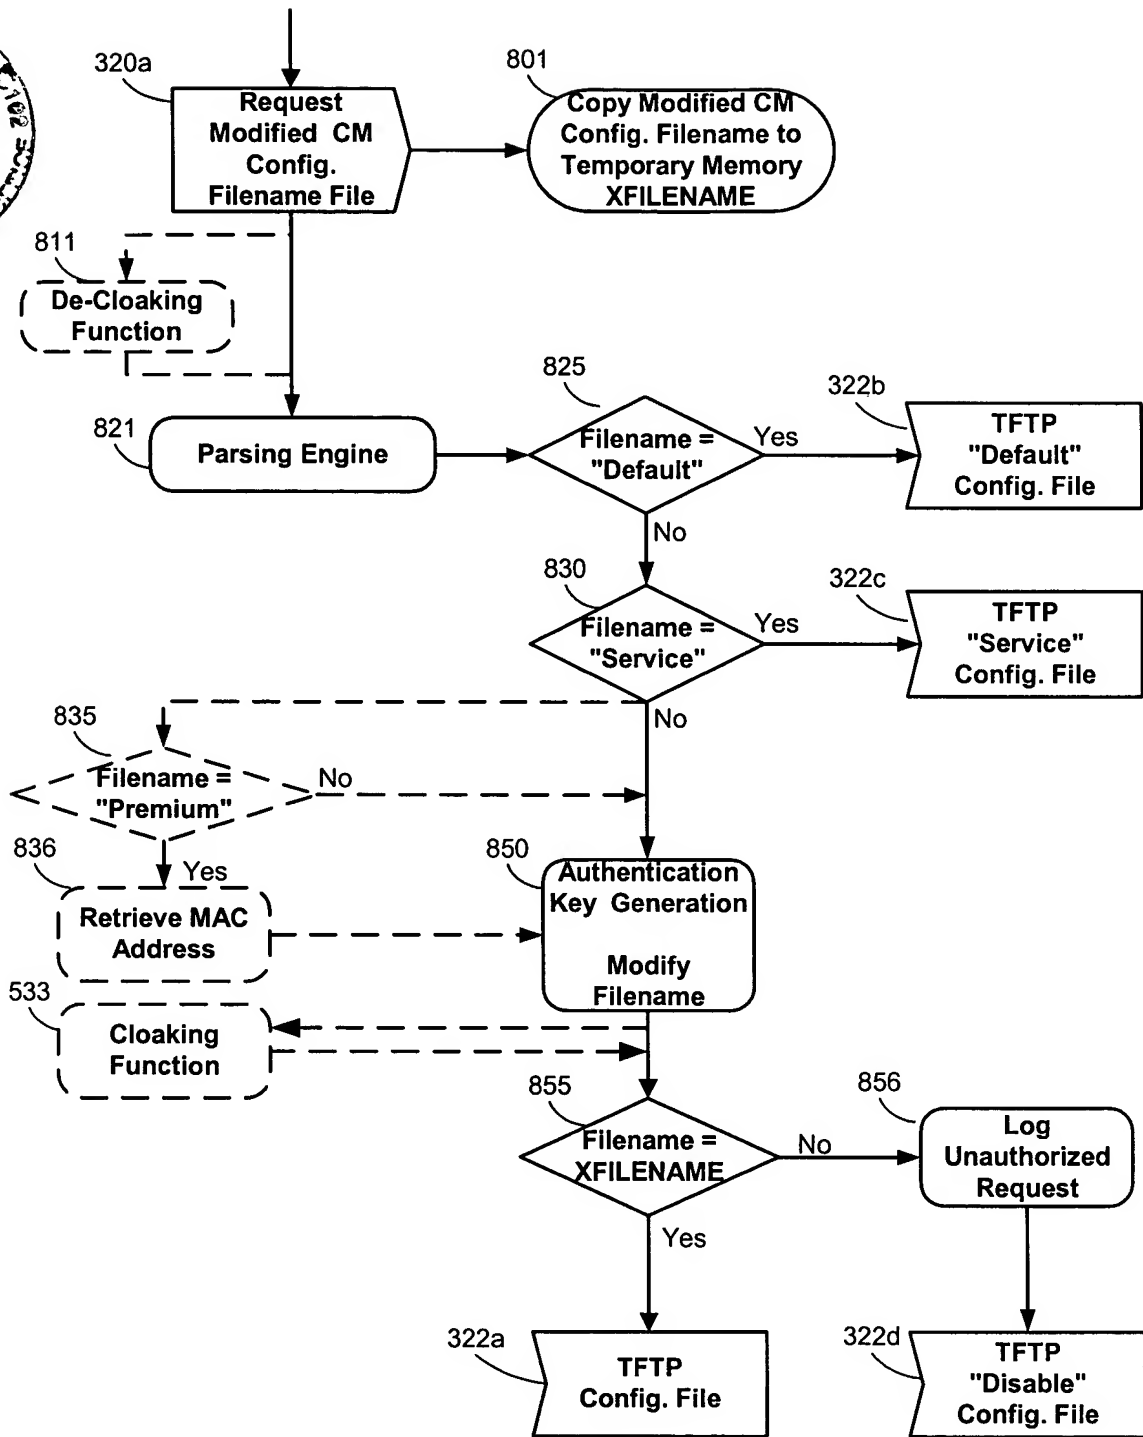 320a
Request
Modified CM
Config.
Filename File
801
Copy Modified CM
Config. Filename to
Temporary Memory
XFILENAME
811
De-Cloaking
Function
821
Parsing Engine
825
Filename =
"Default"
Yes
No
322b
TFTP
"Default"
Config. File
830
Filename =
"Service"
Yes
No
322c
TFTP
"Service"
Config. File
835
Filename =
"Premium"
No
Yes
836
Retrieve MAC
Address
850
Authentication
Key Generation
Modify
Filename
533
Cloaking
Function
855
Filename =
XFILENAME
No
Yes
856
Log
Unauthorized
Request
322a
TFTP
Config. File
322d
TFTP
"Disable"
Config. File